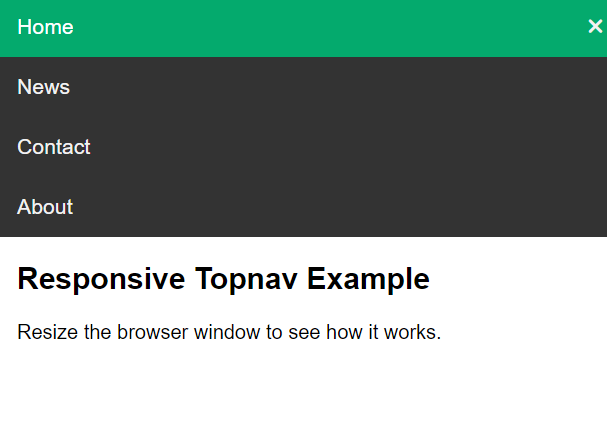 Home ×
News
Contact
About
Responsive Topnav Example
Resize the browser window to see how it works.